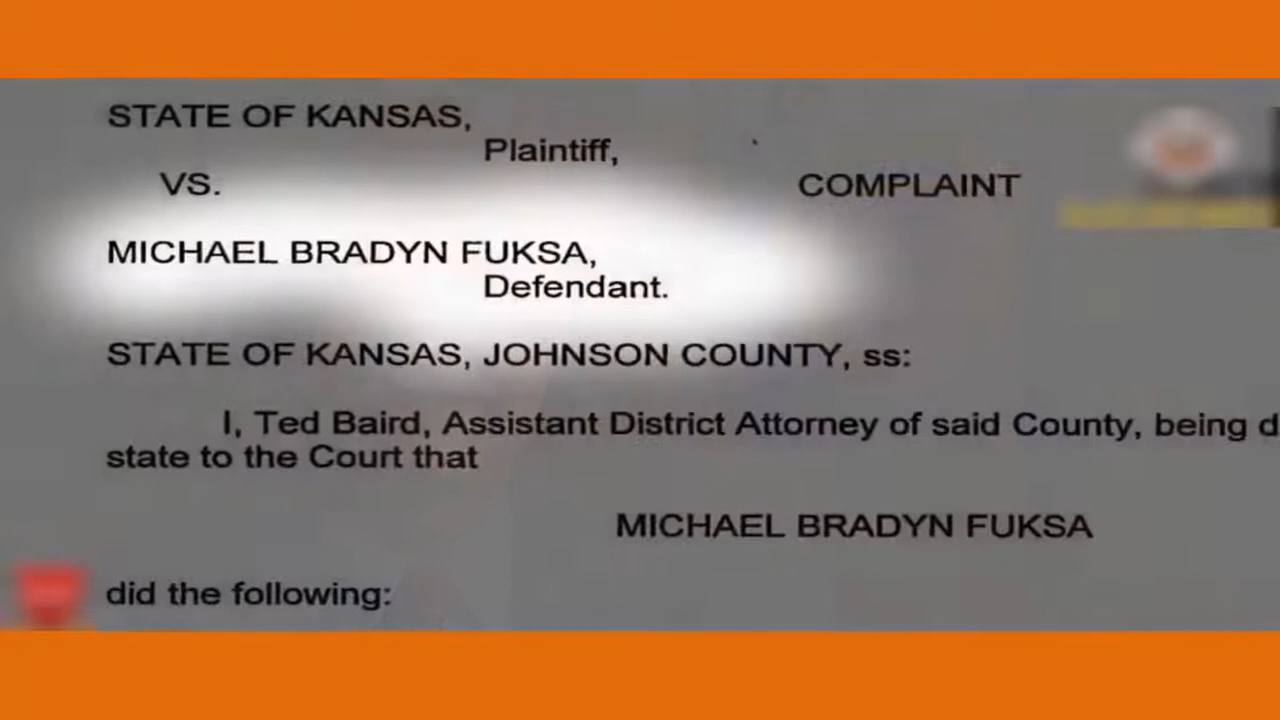 STATE OF KANSAS,
Plaintiff,
VS. COMPLAINT
MICHAEL BRADYN FUKSA,
Defendant.
STATE OF KANSAS, JOHNSON COUNTY, ss:
I, Ted Baird, Assistant District Attorney of said County, being d
state to the Court that
MICHAEL BRADYN FUKSA
did the following: